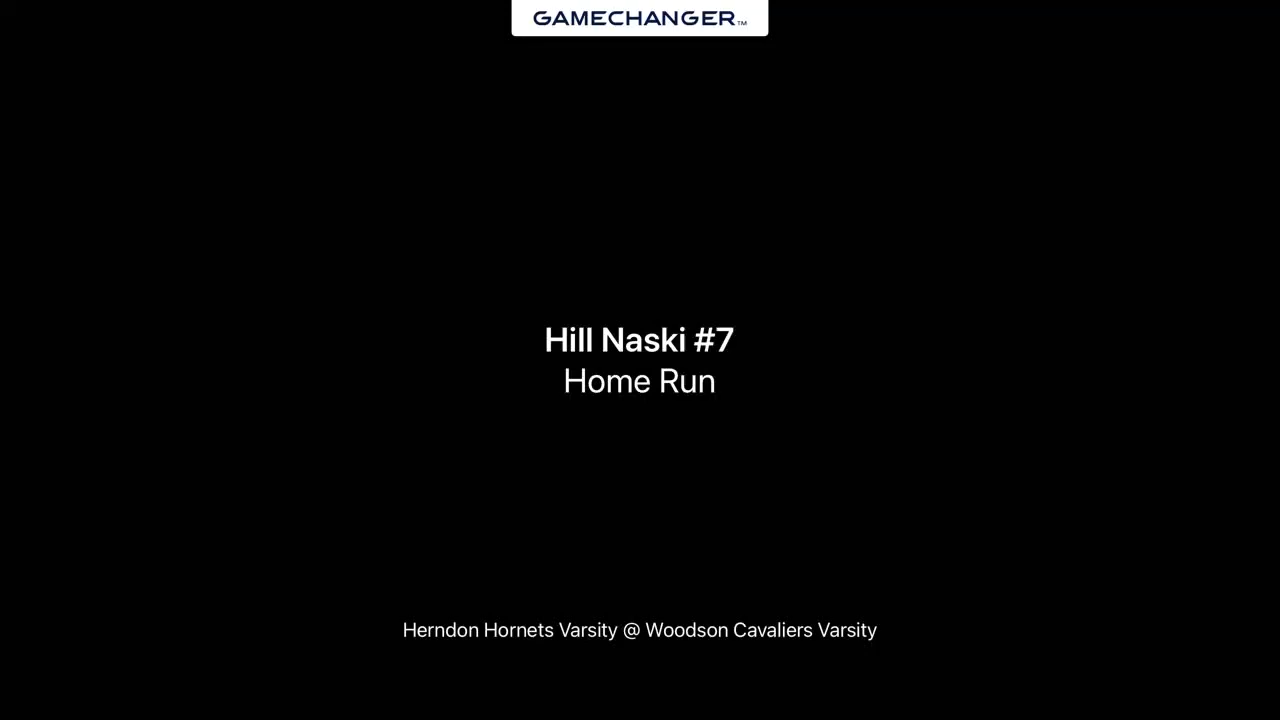 GAMECHANGER™
Hill Naski #7
Home Run
Herndon Hornets Varsity @ Woodson Cavaliers Varsity